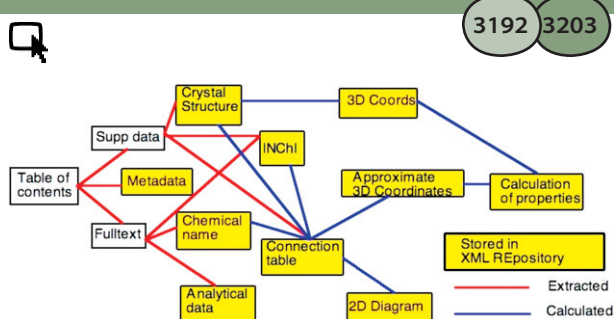 3192 3203
Crystal
Structure
3D Coords
Supp data
INChI
Table of
contents
Metadata
Approximate
3D Coordinates
Calculation
of properties
Fulltext
Chemical
name
Connection
table
Stored in
XML REpository
Analytical
data
2D Diagram
Extracted
Calculated